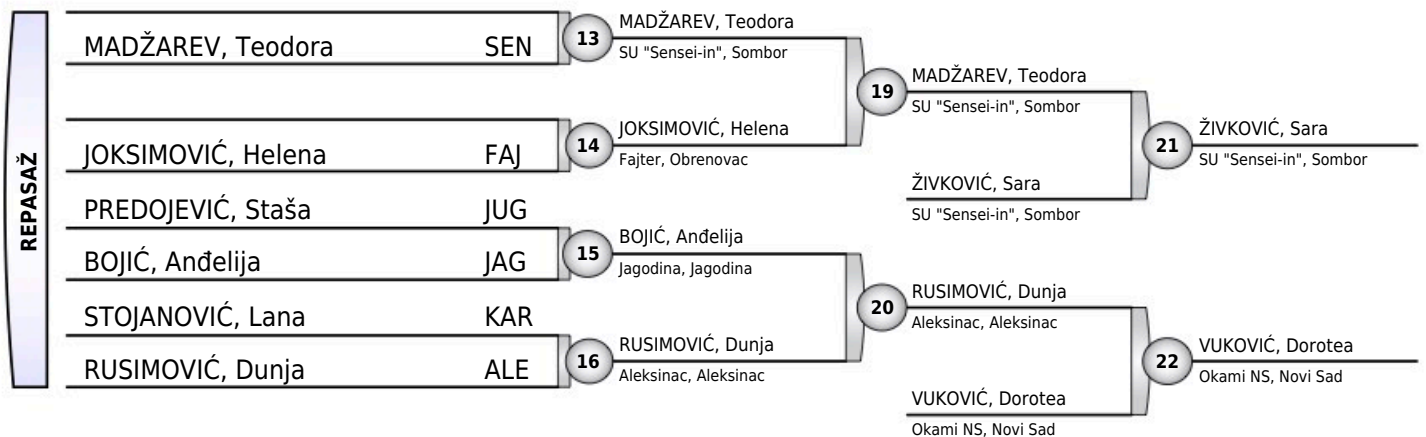 REPASAŽ
MADŽAREV, Teodora SEN
JOKSIMOVIĆ, Helena FAJ
PREDOJEVIĆ, Staša JUG
BOJIĆ, Anđelija JAG
STOJANOVIĆ, Lana KAR
RUSIMOVIĆ, Dunja ALE
13
MADŽAREV, Teodora
SU "Sensei-in", Sombor
14
JOKSIMOVIĆ, Helena
Fajter, Obrenovac
15
BOJIĆ, Anđelija
Jagodina, Jagodina
16
RUSIMOVIĆ, Dunja
Aleksinac, Aleksinac
19
MADŽAREV, Teodora
SU "Sensei-in", Sombor
ŽIVKOVIĆ, Sara
SU "Sensei-in", Sombor
20
RUSIMOVIĆ, Dunja
Aleksinac, Aleksinac
VUKOVIĆ, Dorotea
Okami NS, Novi Sad
21
ŽIVKOVIĆ, Sara
SU "Sensei-in", Sombor
22
VUKOVIĆ, Dorotea
Okami NS, Novi Sad